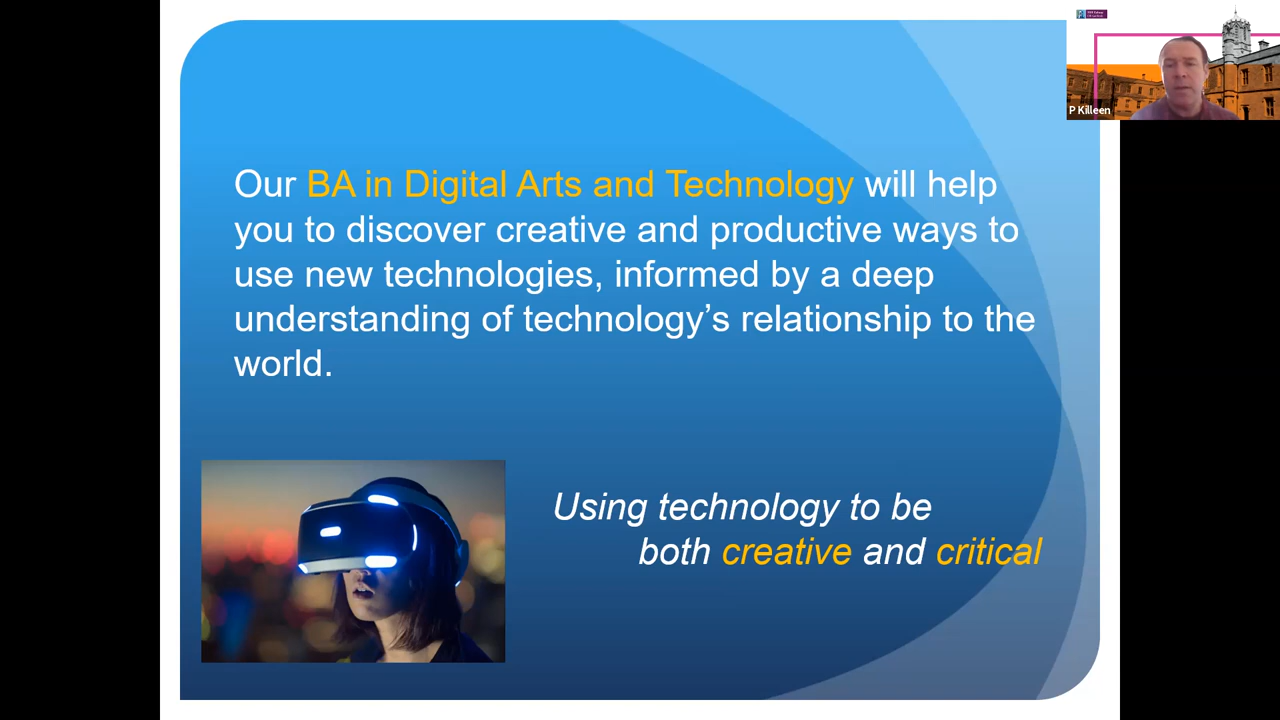 P Killeen
Our BA in Digital Arts and Technology will help
you to discover creative and productive ways to
use new technologies, informed by a deep
understanding of technology’s relationship to the
world.
Using technology to be
both creative and critical